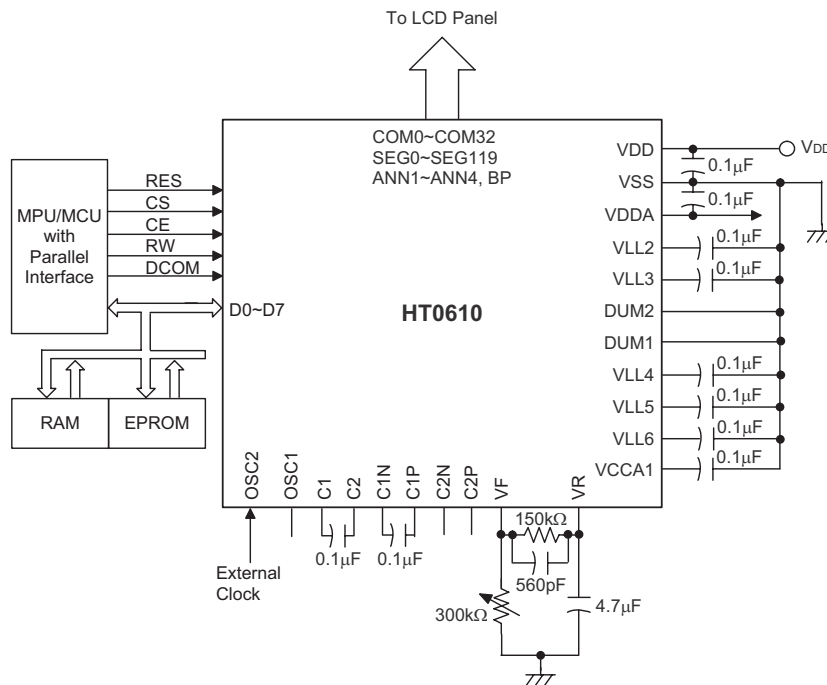 To LCD Panel
COM0~COM32
SEG0~SEG119
ANN1~ANN4, BP
VDD
VDD
0.1μF
VSS
0.1μF
VDDA
VLL2
0.1μF
VLL3
0.1μF
DUM2
DUM1
VLL4
0.1μF
VLL5
0.1μF
VLL6
0.1μF
VCCA1
0.1μF
MPU/MCU
with
Parallel
Interface
RES
CS
CE
RW
DCOM
D0~D7
HT0610
RAM
EPROM
OSC2
OSC1
C1
C2
C1N
C1P
C2N
C2P
VF
VR
External
Clock
0.1μF
0.1μF
150kΩ
560pF
300kΩ
4.7μF